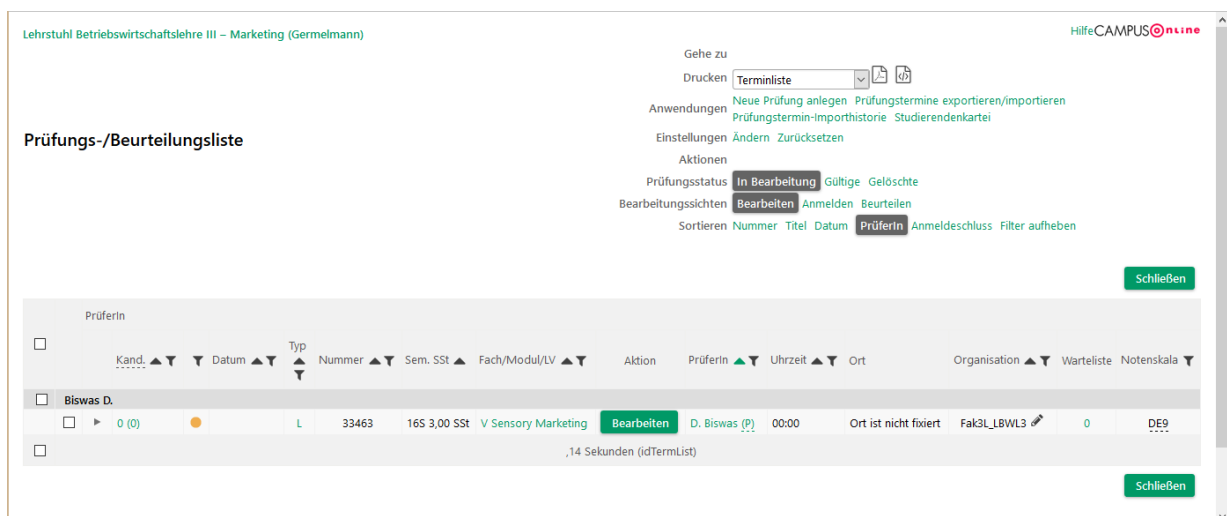 Lehrstuhl Betriebswirtschaftslehre III – Marketing (Germelmann)
HilfeCAMPUSonline
Gehe zu
Drucken Terminliste
Anwendungen Neue Prüfung anlegen Prüfungstermine exportieren/importieren
Prüfungstermin-Importhistorie Studierendenkartei
Prüfungs-/Beurteilungsliste
Einstellungen Ändern Zurücksetzen
Aktionen
Prüfungsstatus In Bearbeitung Gültige Gelöschte
Bearbeitungssichten Bearbeiten Anmelden Beurteilen
Sortieren Nummer Titel Datum PrüferIn Anmeldeschluss Filter aufheben
Schließen
PrüferIn
Kand. Datum Typ Nummer Sem. SSt Fach/Modul/LV Aktion PrüferIn Uhrzeit Ort Organisation Warteliste Notenskala
Biswas D.
0 (0) L 33463 16S 3,00 SSt V Sensory Marketing Bearbeiten D. Biswas (P) 00:00 Ort ist nicht fixiert Fak3L_LBWL3 0 DE9
,14 Sekunden (idTermList)
Schließen